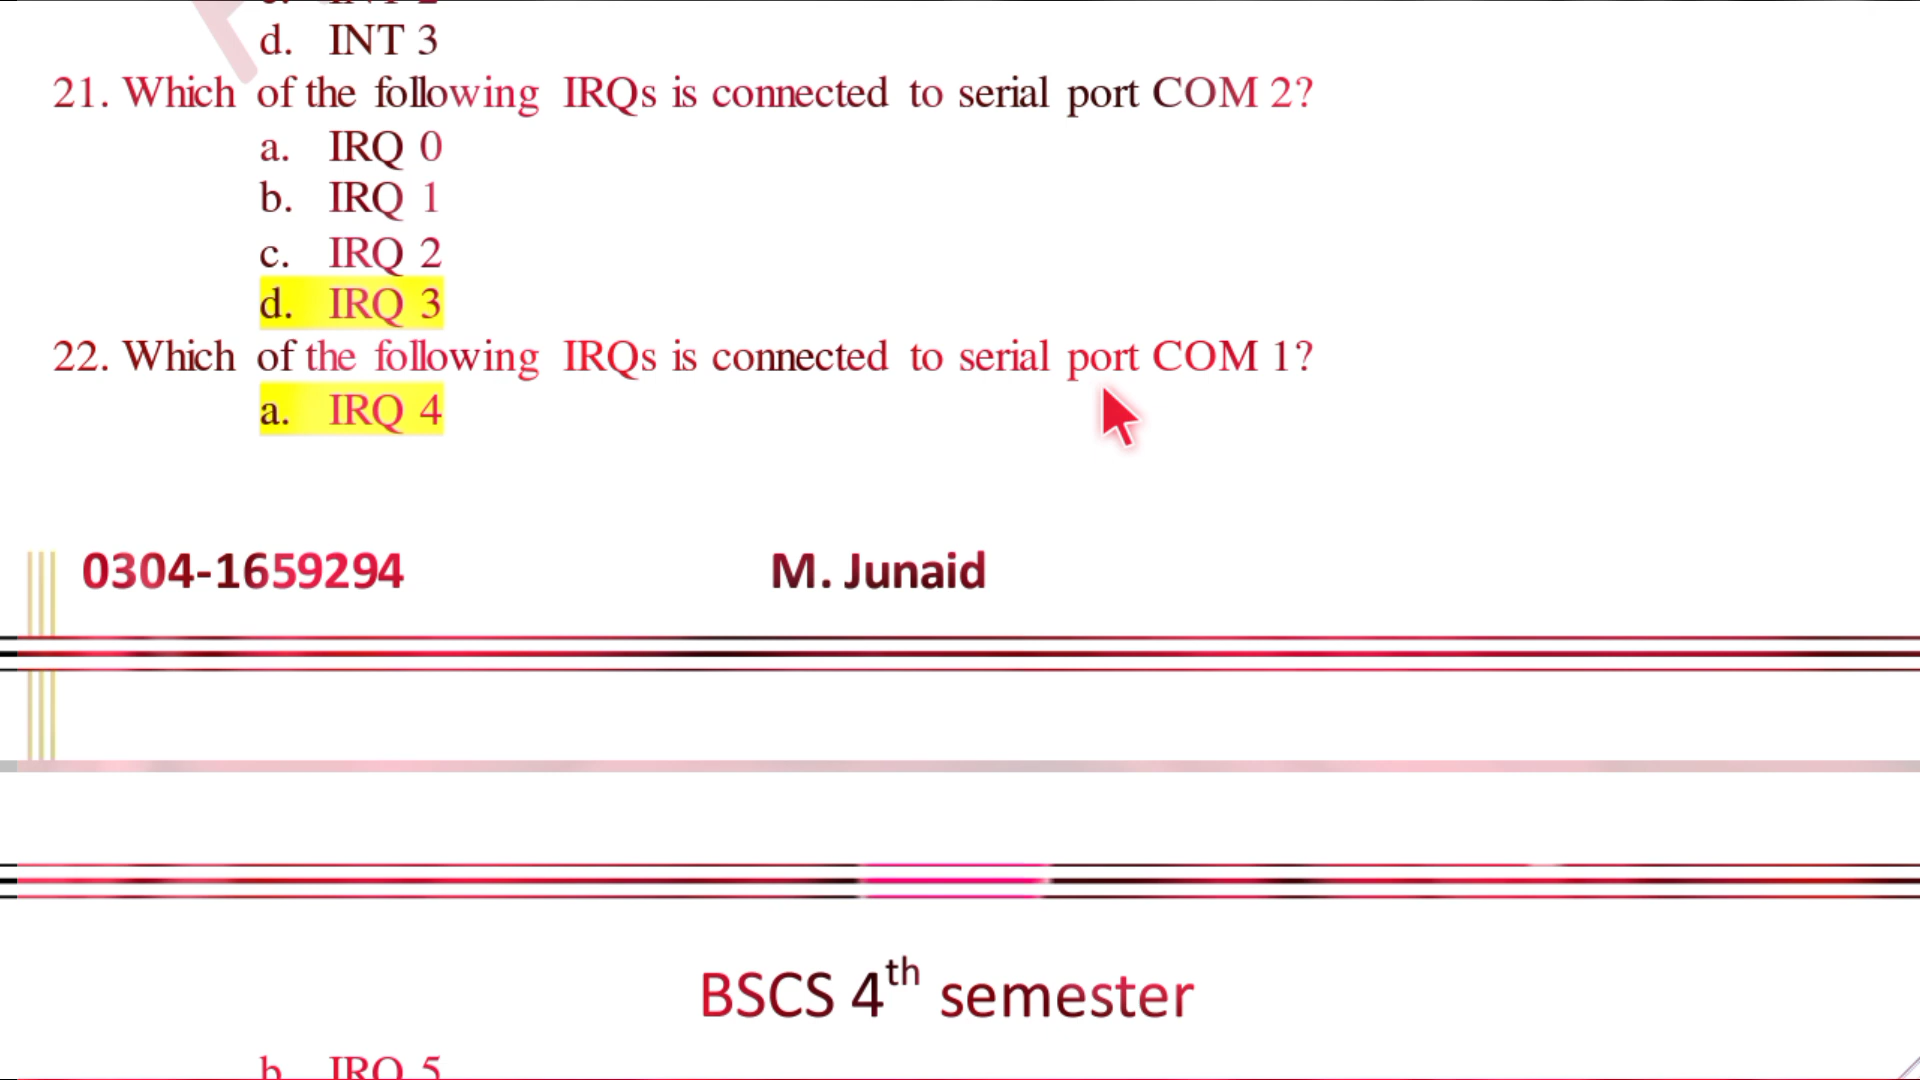 d. INT 3
21. Which of the following IRQs is connected to serial port COM 2?
a. IRQ 0
b. IRQ 1
c. IRQ 2
d. IRQ 3
22. Which of the following IRQs is connected to serial port COM 1?
a. IRQ 4
0304-1659294 M. Junaid
BSCS 4th semester
b IRQ 5